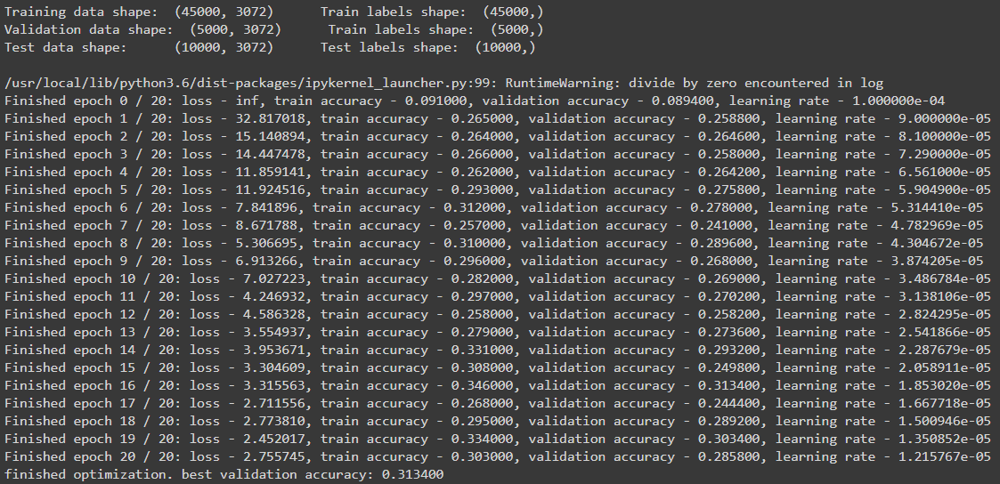 Training data shape:  (45000, 3072)      Train labels shape:  (45000,)
Validation data shape:  (5000, 3072)      Train labels shape:  (5000,)
Test data shape:      (10000, 3072)      Test labels shape:  (10000,)
/usr/local/lib/python3.6/dist-packages/ipykernel_launcher.py:99: RuntimeWarning: divide by zero encountered in log
Finished epoch 0 / 20: loss - inf, train accuracy - 0.091000, validation accuracy - 0.089400, learning rate - 1.000000e-04
Finished epoch 1 / 20: loss - 32.817018, train accuracy - 0.265000, validation accuracy - 0.258800, learning rate - 9.000000e-05
Finished epoch 2 / 20: loss - 15.140894, train accuracy - 0.264000, validation accuracy - 0.264600, learning rate - 8.100000e-05
Finished epoch 3 / 20: loss - 14.447478, train accuracy - 0.266000, validation accuracy - 0.258000, learning rate - 7.290000e-05
Finished epoch 4 / 20: loss - 11.859141, train accuracy - 0.262000, validation accuracy - 0.264200, learning rate - 6.561000e-05
Finished epoch 5 / 20: loss - 11.924516, train accuracy - 0.293000, validation accuracy - 0.275800, learning rate - 5.904900e-05
Finished epoch 6 / 20: loss - 7.841896, train accuracy - 0.312000, validation accuracy - 0.278000, learning rate - 5.314410e-05
Finished epoch 7 / 20: loss - 8.671788, train accuracy - 0.257000, validation accuracy - 0.241000, learning rate - 4.782969e-05
Finished epoch 8 / 20: loss - 5.306695, train accuracy - 0.310000, validation accuracy - 0.289600, learning rate - 4.304672e-05
Finished epoch 9 / 20: loss - 6.913266, train accuracy - 0.296000, validation accuracy - 0.268000, learning rate - 3.874205e-05
Finished epoch 10 / 20: loss - 7.027223, train accuracy - 0.282000, validation accuracy - 0.269000, learning rate - 3.486784e-05
Finished epoch 11 / 20: loss - 4.246932, train accuracy - 0.297000, validation accuracy - 0.270200, learning rate - 3.138106e-05
Finished epoch 12 / 20: loss - 4.586328, train accuracy - 0.258000, validation accuracy - 0.258200, learning rate - 2.824295e-05
Finished epoch 13 / 20: loss - 3.554937, train accuracy - 0.279000, validation accuracy - 0.273600, learning rate - 2.541866e-05
Finished epoch 14 / 20: loss - 3.953671, train accuracy - 0.331000, validation accuracy - 0.293200, learning rate - 2.287679e-05
Finished epoch 15 / 20: loss - 3.304609, train accuracy - 0.308000, validation accuracy - 0.249800, learning rate - 2.058911e-05
Finished epoch 16 / 20: loss - 3.315563, train accuracy - 0.346000, validation accuracy - 0.313400, learning rate - 1.853020e-05
Finished epoch 17 / 20: loss - 2.711556, train accuracy - 0.268000, validation accuracy - 0.244400, learning rate - 1.667718e-05
Finished epoch 18 / 20: loss - 2.773810, train accuracy - 0.295000, validation accuracy - 0.289200, learning rate - 1.500946e-05
Finished epoch 19 / 20: loss - 2.452017, train accuracy - 0.334000, validation accuracy - 0.303400, learning rate - 1.350852e-05
Finished epoch 20 / 20: loss - 2.755745, train accuracy - 0.303000, validation accuracy - 0.285800, learning rate - 1.215767e-05
finished optimization. best validation accuracy: 0.313400